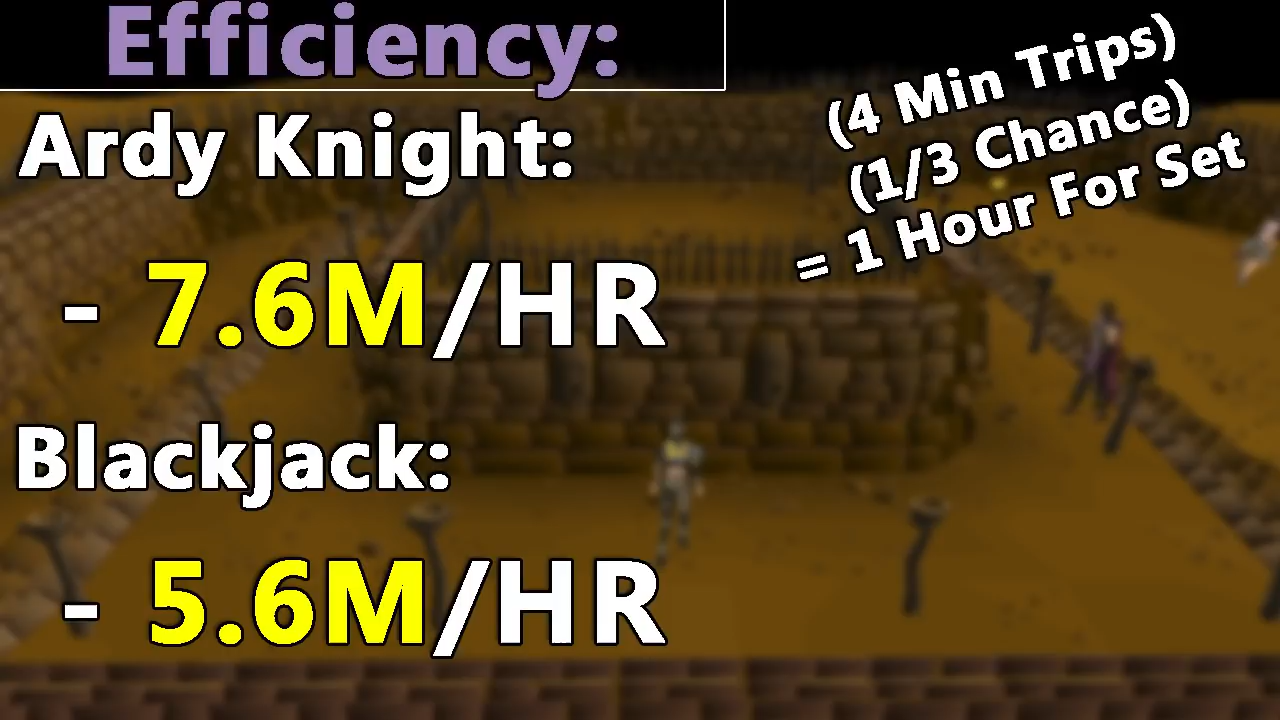 Efficiency:
Ardy Knight:
- 7.6M/HR
Blackjack:
- 5.6M/HR
(4 Min Trips)
(1/3 Chance)
= 1 Hour For Set